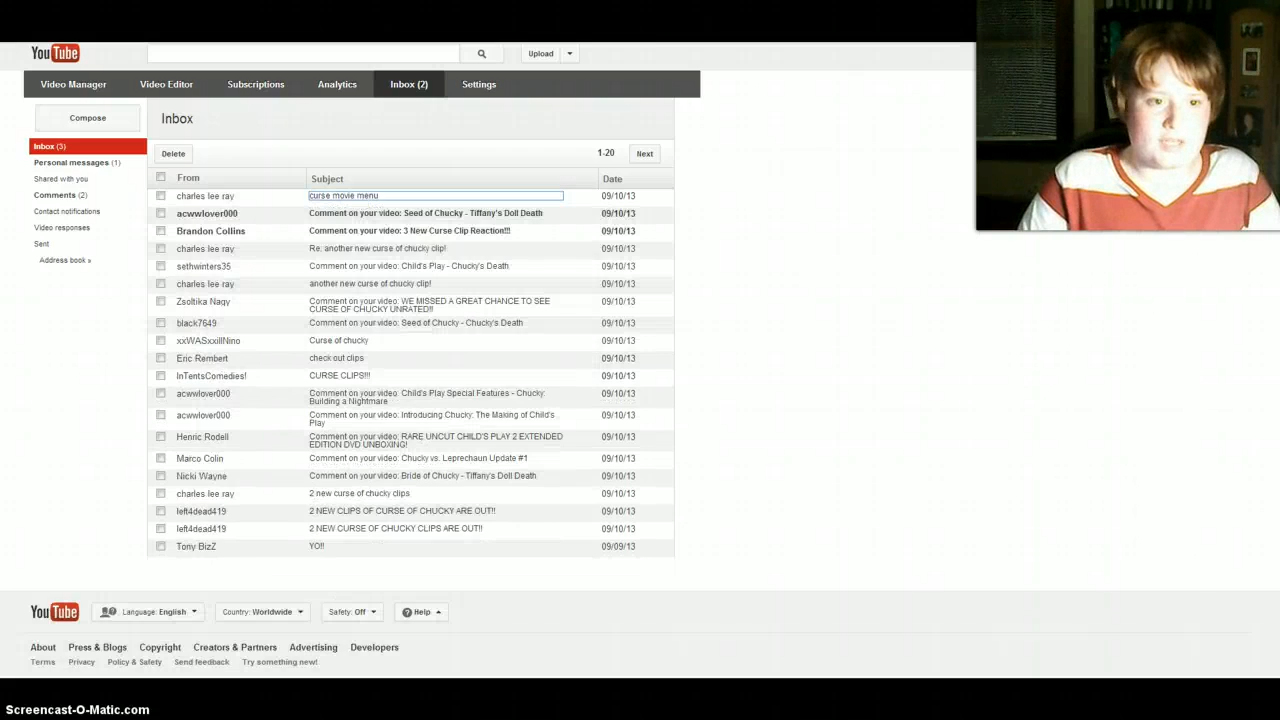 YouTube
Upload
Video Manager Video Editor Subscriptions Analytics Inbox (2) Settings
Compose
Inbox
Inbox (3)
Personal messages (1)
Shared with you
Comments (2)
Contact notifications
Video responses
Sent
Address book »
Delete 1-20 Next
From Subject Date
charles lee ray curse movie menu 09/10/13
acwwlover000 Comment on your video: Seed of Chucky - Tiffany's Doll Death 09/10/13
Brandon Collins Comment on your video: 3 New Curse Clip Reaction!!! 09/10/13
charles lee ray Re: another new curse of chucky clip! 09/10/13
sethwinters35 Comment on your video: Child's Play - Chucky's Death 09/10/13
charles lee ray another new curse of chucky clip! 09/10/13
Zsoltika Nagy Comment on your video: WE MISSED A GREAT CHANCE TO SEE 09/10/13
CURSE OF CHUCKY UNRATED!!
black7649 Comment on your video: Seed of Chucky - Chucky's Death 09/10/13
xxWASxxillNino Curse of chucky 09/10/13
Eric Rembert check out clips 09/10/13
InTentsComedies! CURSE CLIPS!!! 09/10/13
acwwlover000 Comment on your video: Child's Play Special Features - Chucky: 09/10/13
Building a Nightmare
acwwlover000 Comment on your video: Introducing Chucky: The Making of Child's 09/10/13
Play
Henric Rodell Comment on your video: RARE UNCUT CHILD'S PLAY 2 EXTENDED 09/10/13
EDITION DVD UNBOXING!
Marco Colin Comment on your video: Chucky vs. Leprechaun Update #1 09/10/13
Nicki Wayne Comment on your video: Bride of Chucky - Tiffany's Doll Death 09/10/13
charles lee ray 2 new curse of chucky clips 09/10/13
left4dead419 2 NEW CLIPS OF CURSE OF CHUCKY ARE OUT!! 09/10/13
left4dead419 2 NEW CURSE OF CHUCKY CLIPS ARE OUT!! 09/10/13
Tony BizZ YO!! 09/09/13
YouTube Language: English Country: Worldwide Safety: Off Help
About Press & Blogs Copyright Creators & Partners Advertising Developers
Terms Privacy Policy & Safety Send feedback Try something new!
Screencast-O-Matic.com